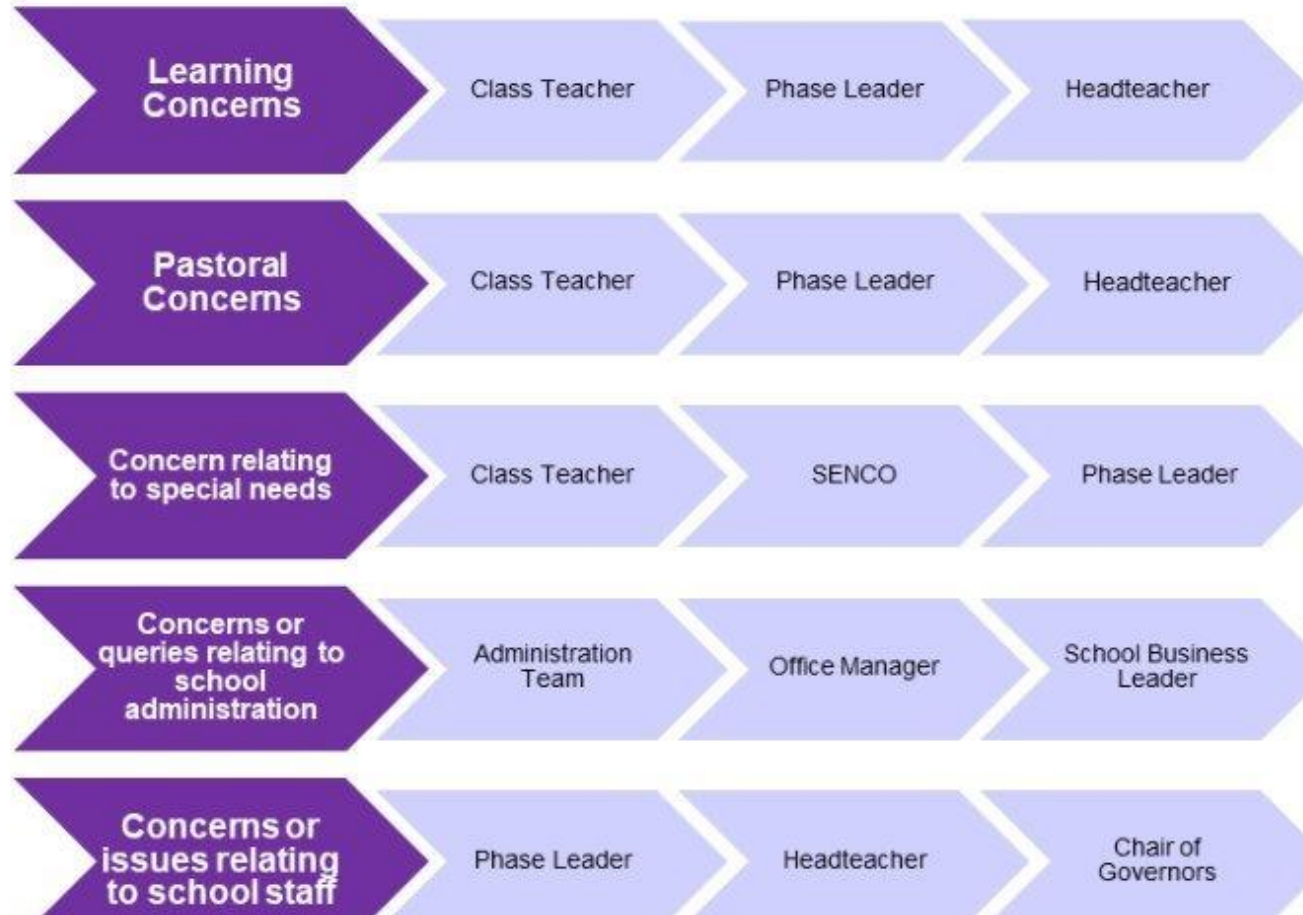 Learning
Concerns
Class Teacher
Phase Leader
Headteacher
Pastoral
Concerns
Class Teacher
Phase Leader
Headteacher
Concern relating
to special needs
Class Teacher
SENCO
Phase Leader
Concerns or
queries relating to
school
administration
Administration
Team
Office Manager
School Business
Leader
Concerns or
issues relating
to school staff
Phase Leader
Headteacher
Chair of
Governors